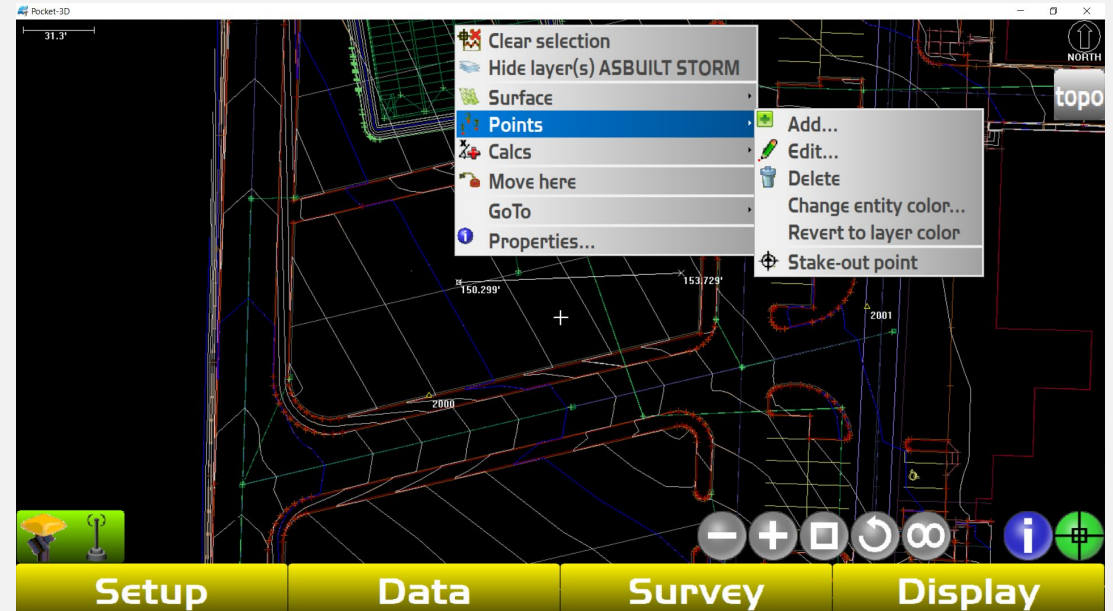 Pocket-3D
31.3'
NORTH
topo
Clear selection
Hide layer(s) ASBUILT STORM
Surface
Points
Calcs
Move here
GoTo
Properties...
Add...
Edit...
Delete
Change entity color...
Revert to layer color
Stake-out point
150.299'
153.729'
2001
2000
Setup
Data
Survey
Display